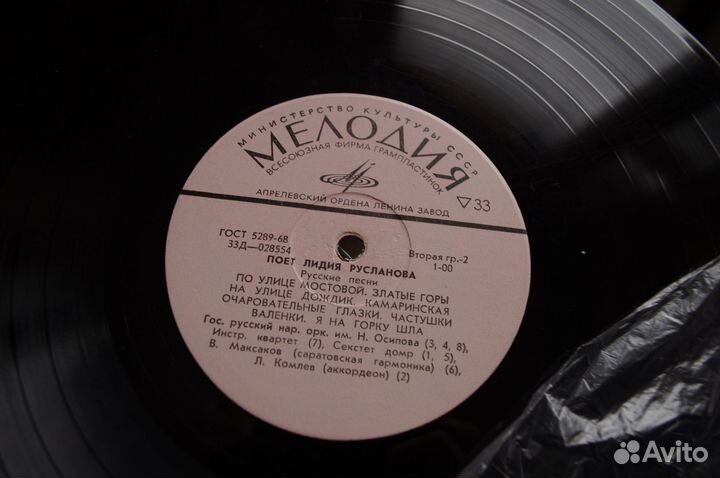 МИНИСТЕРСТВО КУЛЬТУРЫ СССР
МЕЛОДИЯ
ВСЕСОЮЗНАЯ ФИРМА ГРАМПЛАСТИНОК
АПРЕЛЕВСКИЙ ОРДЕНА ЛЕНИНА ЗАВОД
▽33
ГОСТ 5289-68
33Д—028554
Вторая гр.-2
1-00
ПОЕТ ЛИДИЯ РУСЛАНОВА
Русские песни
ПО УЛИЦЕ МОСТОВОЙ. ЗЛАТЫЕ ГОРЫ
НА УЛИЦЕ ДОЖДИК. КАМАРИНСКАЯ
ОЧАРОВАТЕЛЬНЫЕ ГЛАЗКИ. ЧАСТУШКИ
ВАЛЕНКИ. Я НА ГОРКУ ШЛА
Гос. русский нар. орк. им. Н. Осипова (3, 4, 8),
Инстр. квартет (7). Секстет домр (1, 5),
В. Максаков (саратовская гармоника) (6),
Л. Комлев (аккордеон) (2)
Avito